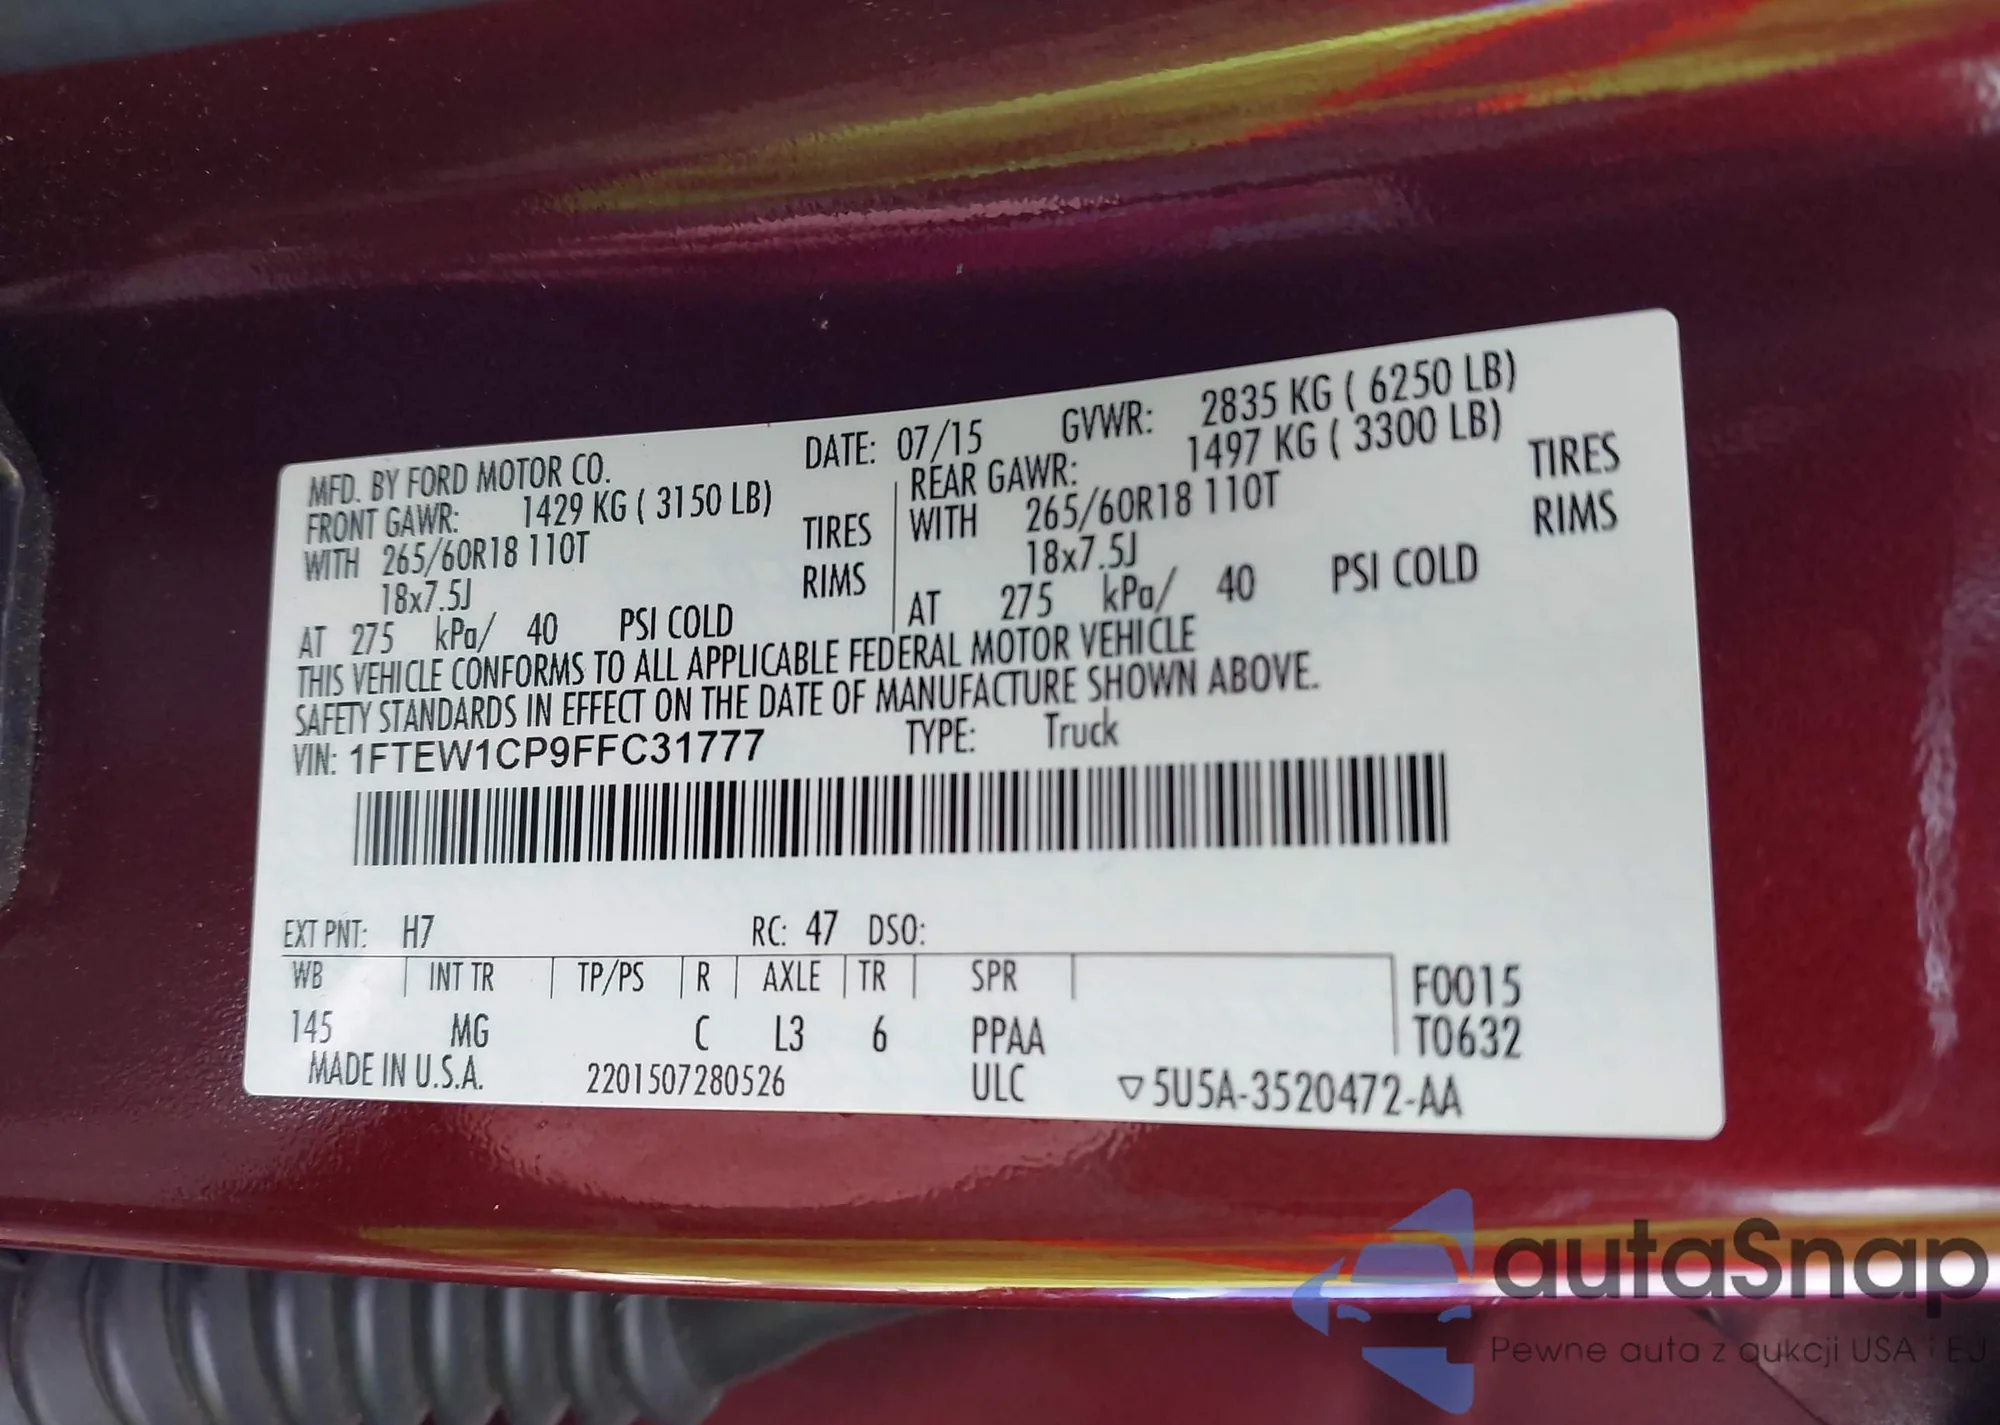 MFD. BY FORD MOTOR CO. DATE: 07/15 GVWR: 2835 KG ( 6250 LB)
FRONT GAWR: 1429 KG ( 3150 LB) REAR GAWR: 1497 KG ( 3300 LB)
WITH 265/60R18 110T TIRES WITH 265/60R18 110T TIRES
18x7.5J RIMS 18x7.5J RIMS
AT 275 kPa/ 40 PSI COLD AT 275 kPa/ 40 PSI COLD
THIS VEHICLE CONFORMS TO ALL APPLICABLE FEDERAL MOTOR VEHICLE
SAFETY STANDARDS IN EFFECT ON THE DATE OF MANUFACTURE SHOWN ABOVE.
VIN: 1FTEW1CP9FFC31777 TYPE: Truck
EXT PNT: H7 RC: 47 DSO:
WB INT TR TP/PS R AXLE TR SPR F0015
145 MG C L3 6 PPAA T0632
MADE IN U.S.A. 2201507280526 ULC ▽5U5A-3520472-AA
autaSnap
Pewne auta z aukcji USA i EU